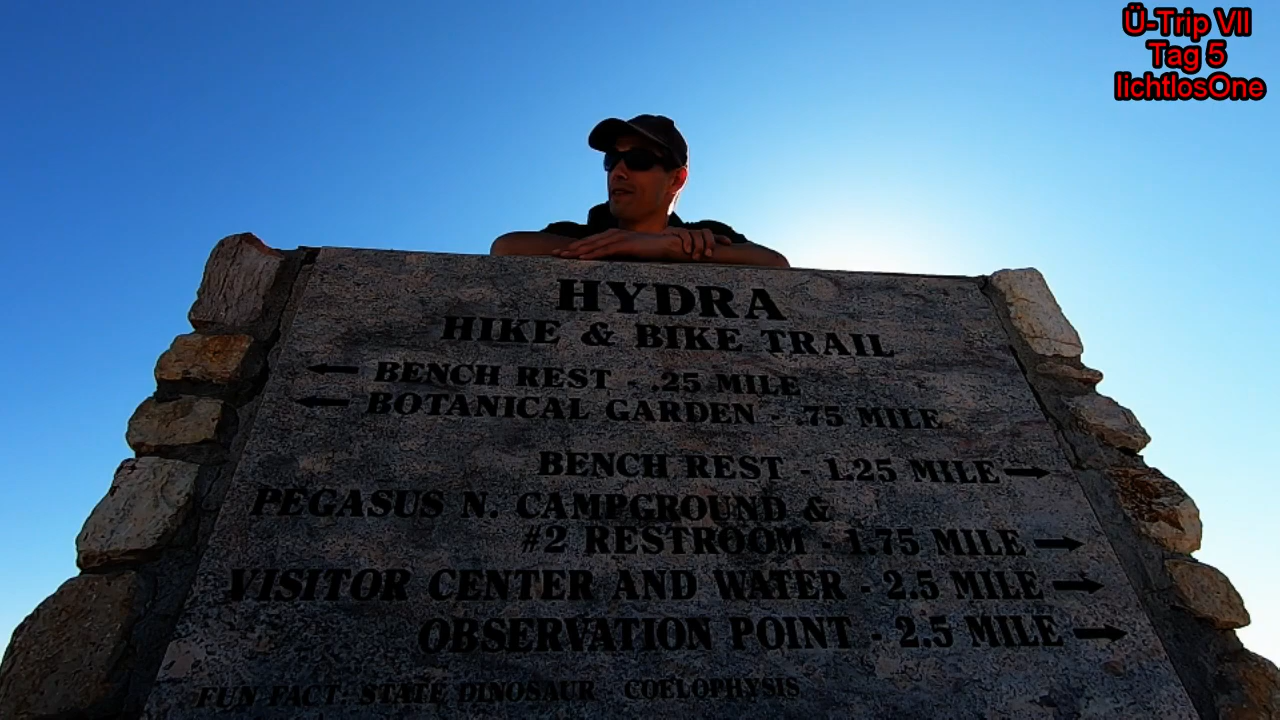 Ü-Trip VII
Tag 5
lichtlosOne
HYDRA
HIKE & BIKE TRAIL
← BENCH REST - .25 MILE
← BOTANICAL GARDEN - .75 MILE
BENCH REST - 1.25 MILE →
PEGASUS N. CAMPGROUND &
#2 RESTROOM - 1.75 MILE →
VISITOR CENTER AND WATER - 2.5 MILE →
OBSERVATION POINT - 2.5 MILE →
FUN FACT: STATE DINOSAUR - COELOPHYSIS